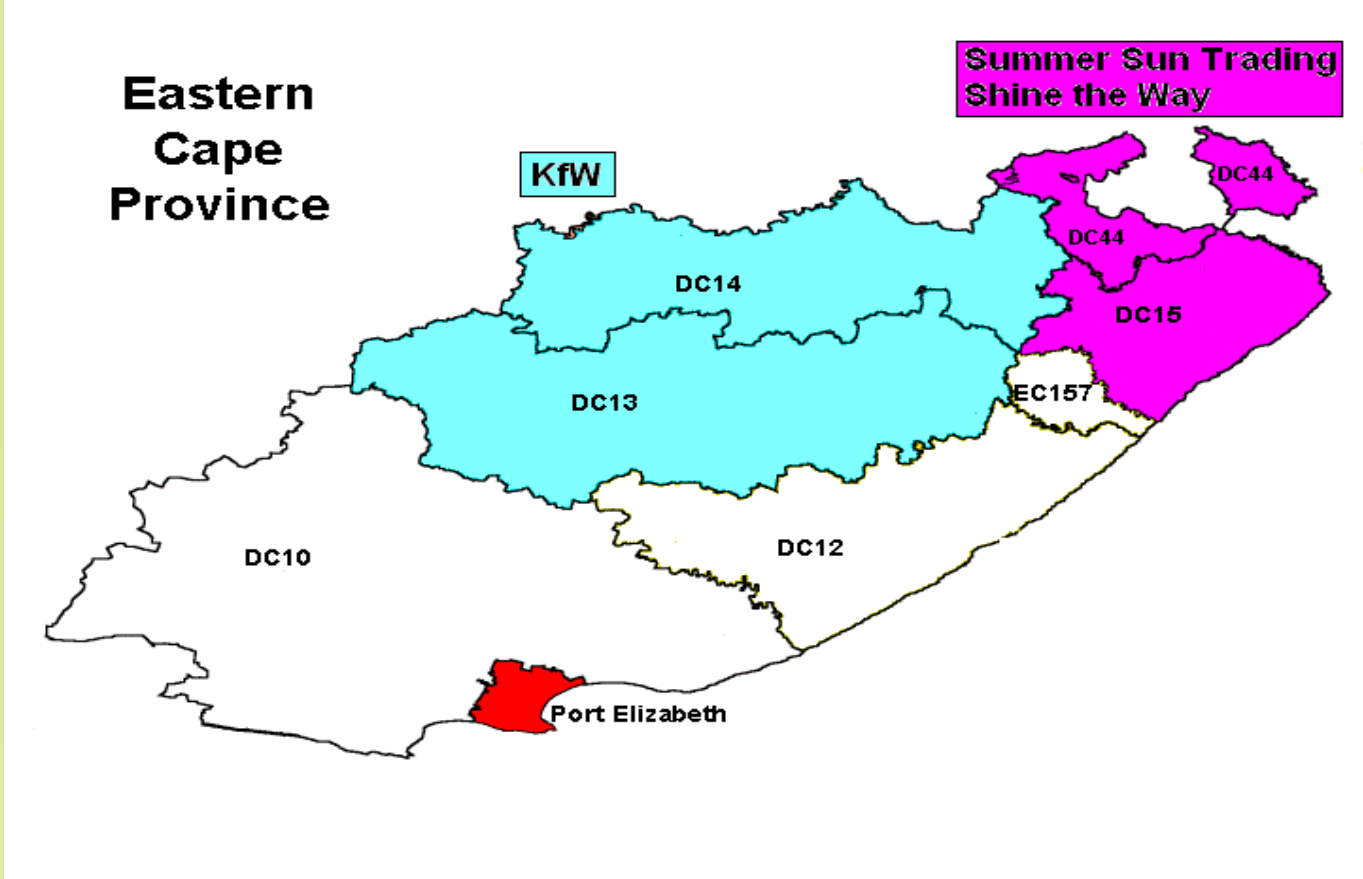 Eastern
Cape
Province
Summer Sun Trading
Shine the Way
KfW
DC44
DC44
DC14
DC15
DC13
EC157
DC10
DC12
Port Elizabeth